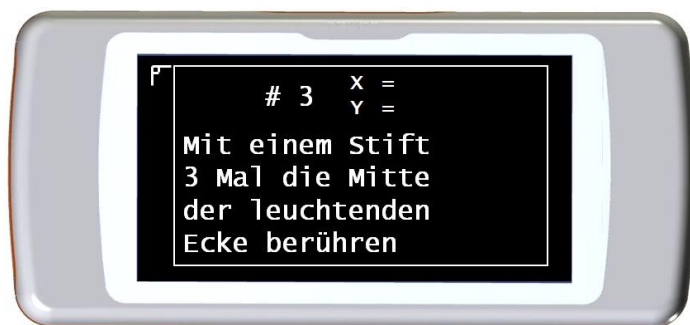 # 3 X =
Y =
Mit einem Stift
3 Mal die Mitte
der leuchtenden
Ecke berühren